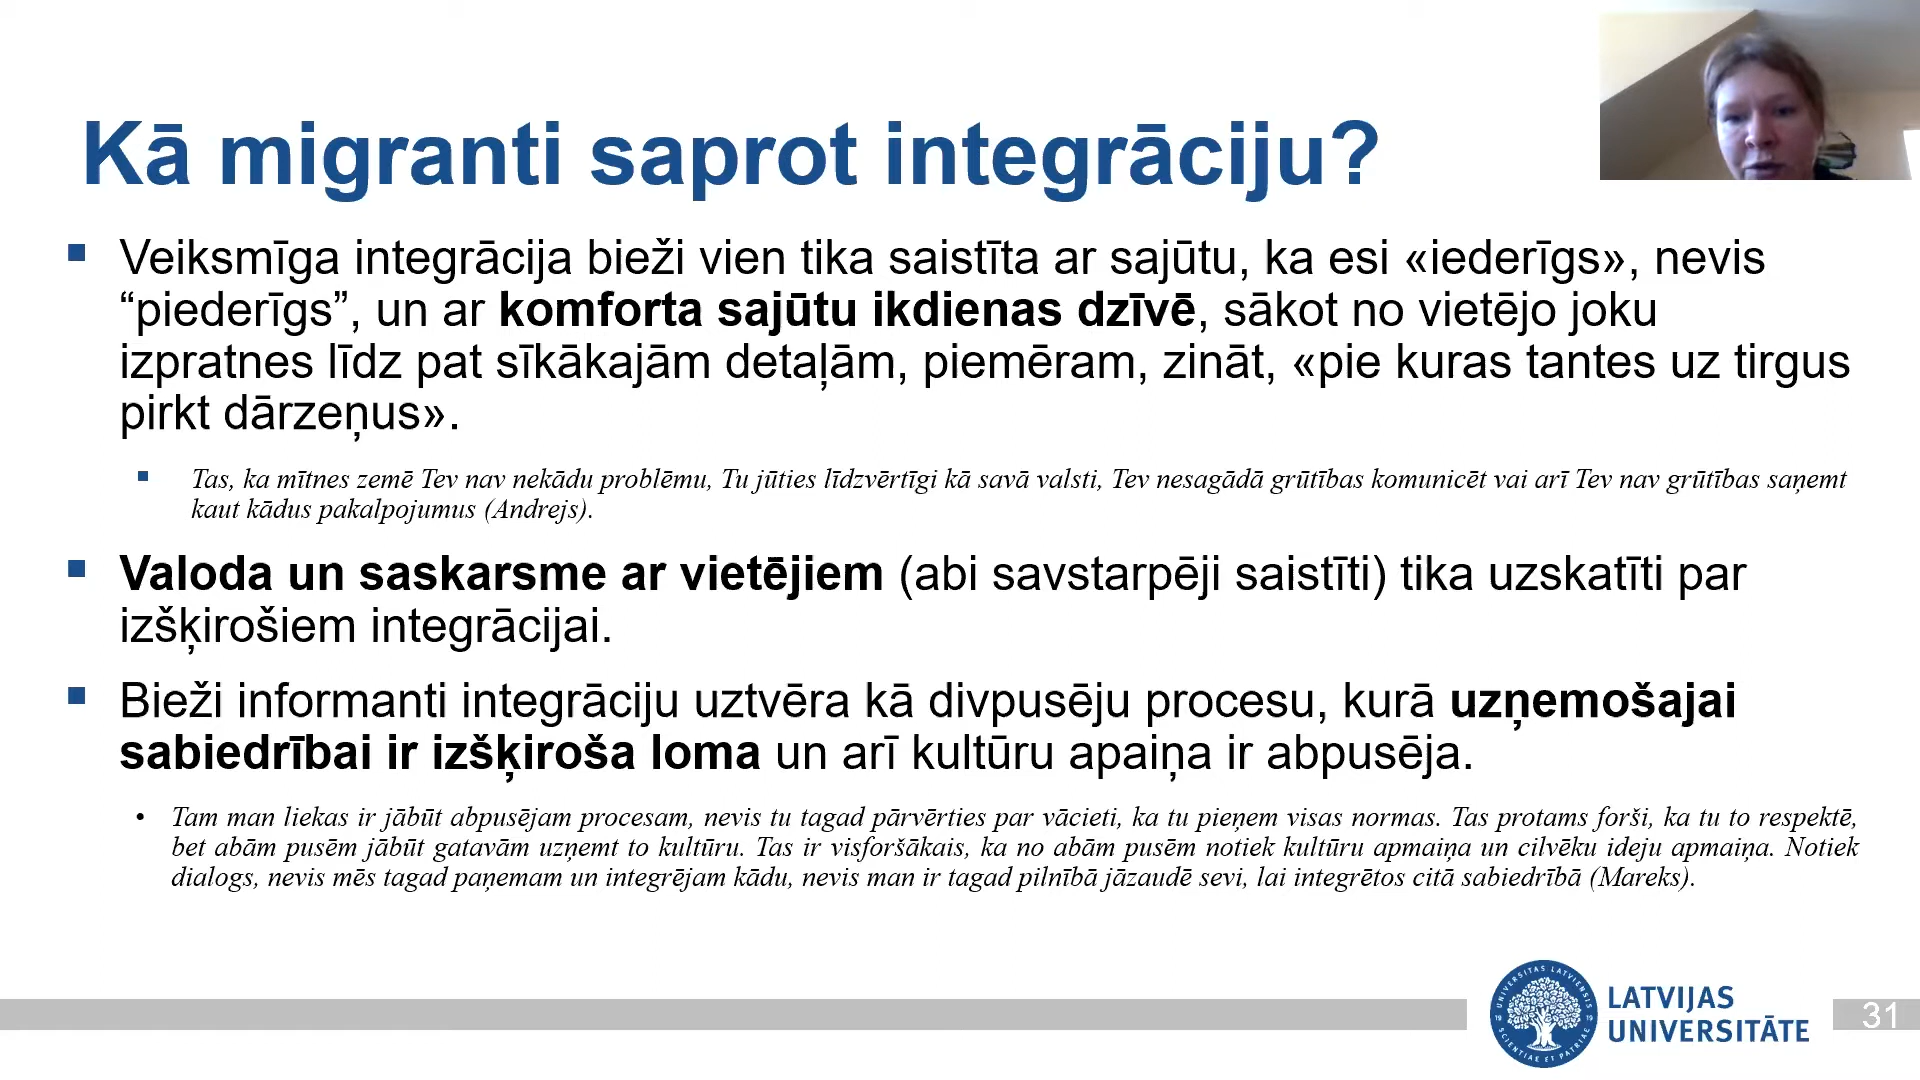 Kā migranti saprot integrāciju?
▪ Veiksmīga integrācija bieži vien tika saistīta ar sajūtu, ka esi «iederīgs», nevis
“piederīgs”, un ar komforta sajūtu ikdienas dzīvē, sākot no vietējo joku
izpratnes līdz pat sīkākajām detaļām, piemēram, zināt, «pie kuras tantes uz tirgus
pirkt dārzeņus».
▪ Tas, ka mītnes zemē Tev nav nekādu problēmu, Tu jūties līdzvērtīgi kā savā valsti, Tev nesagādā grūtības komunicēt vai arī Tev nav grūtības saņemt
kaut kādus pakalpojumus (Andrejs).
▪ Valoda un saskarsme ar vietējiem (abi savstarpēji saistīti) tika uzskatīti par
izšķirošiem integrācijai.
▪ Bieži informanti integrāciju uztvēra kā divpusēju procesu, kurā uzņemošajai
sabiedrībai ir izšķiroša loma un arī kultūru apaiņa ir abpusēja.
• Tam man liekas ir jābūt abpusējam procesam, nevis tu tagad pārvērties par vācieti, ka tu pieņem visas normas. Tas protams forši, ka tu to respektē,
bet abām pusēm jābūt gatavām uzņemt to kultūru. Tas ir visforšākais, ka no abām pusēm notiek kultūru apmaiņa un cilvēku ideju apmaiņa. Notiek
dialogs, nevis mēs tagad paņemam un integrējam kādu, nevis man ir tagad pilnībā jāzaudē sevi, lai integrētos citā sabiedrībā (Mareks).
UNIVERSITAS LATVIENSIS
19 19
SCIENTIAE ET PATRIAE
LATVIJAS
UNIVERSITĀTE
31